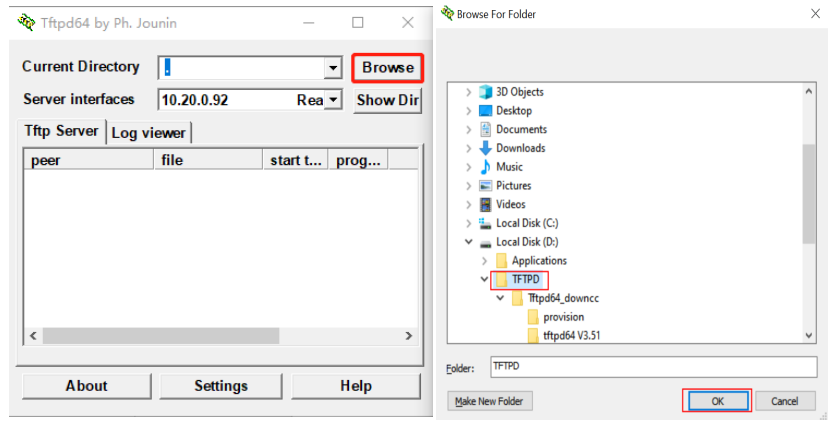 Tftpd64 by Ph. Jounin
Current Directory . Browse
Server interfaces 10.20.0.92 Rea Show Dir
Tftp Server Log viewer
peer file start t... prog...
About Settings Help
Browse For Folder
3D Objects
Desktop
Documents
Downloads
Music
Pictures
Videos
Local Disk (C:)
Local Disk (D:)
Applications
TFTPD
Tftpd64_downcc
provision
tftpd64 V3.51
Folder: TFTPD
Make New Folder OK Cancel